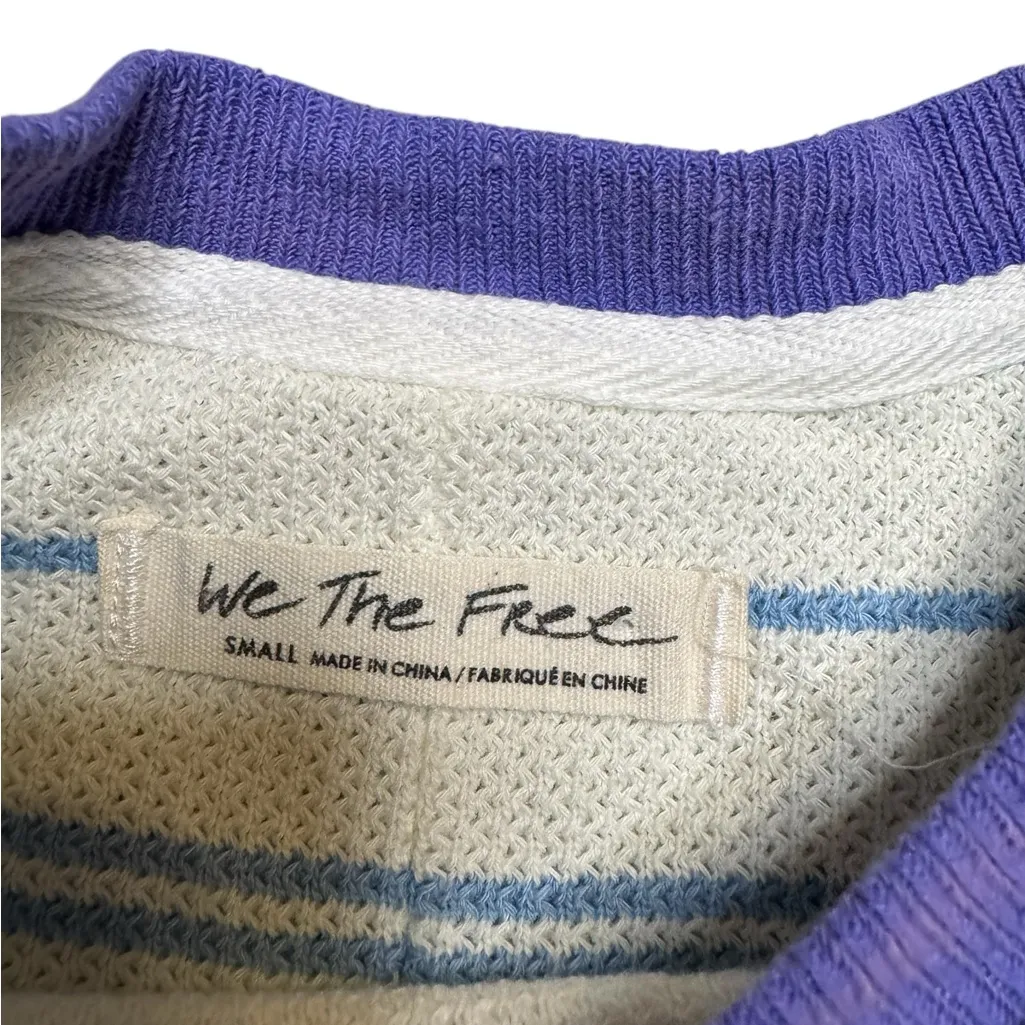 We The Free
SMALL MADE IN CHINA / FABRIQUÉ EN CHINE